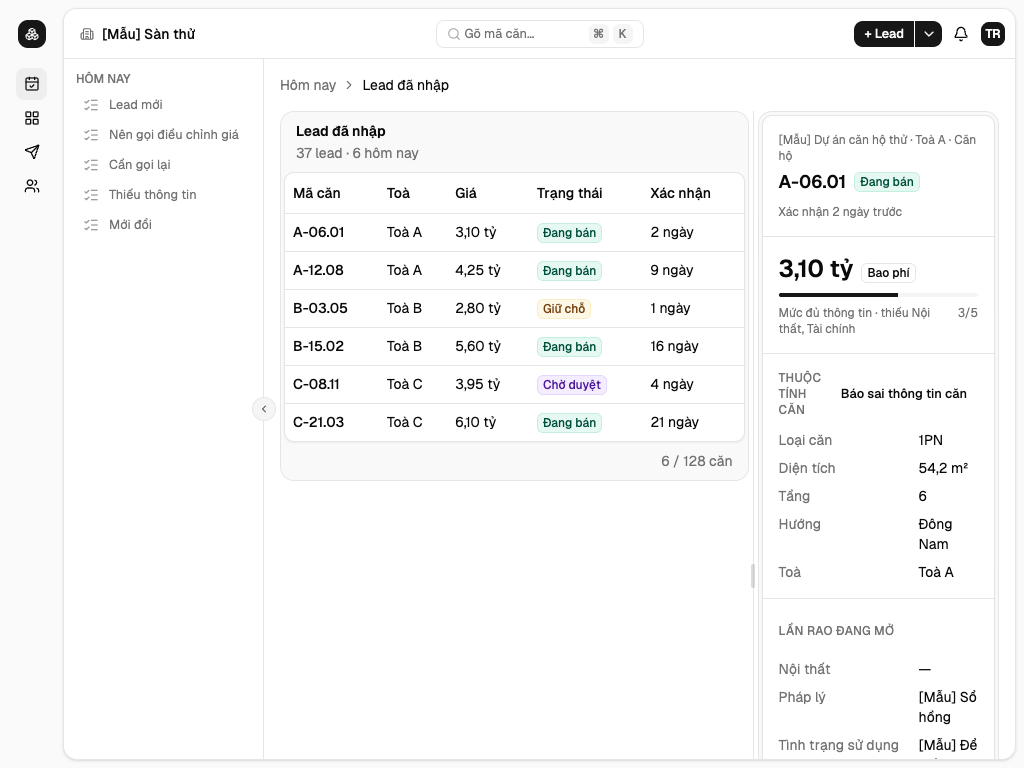 [Mẫu] Sàn thử
Gõ mã căn...
⌘ K
+ Lead
TR
HÔM NAY
Lead mới
Nên gọi điều chỉnh giá
Cần gọi lại
Thiếu thông tin
Mới đổi
Hôm nay > Lead đã nhập
Lead đã nhập
37 lead · 6 hôm nay
Mã căn Toà Giá Trạng thái Xác nhận
A-06.01 Toà A 3,10 tỷ Đang bán 2 ngày
A-12.08 Toà A 4,25 tỷ Đang bán 9 ngày
B-03.05 Toà B 2,80 tỷ Giữ chỗ 1 ngày
B-15.02 Toà B 5,60 tỷ Đang bán 16 ngày
C-08.11 Toà C 3,95 tỷ Chờ duyệt 4 ngày
C-21.03 Toà C 6,10 tỷ Đang bán 21 ngày
6 / 128 căn
[Mẫu] Dự án căn hộ thử · Toà A · Căn
hộ
A-06.01 Đang bán
Xác nhận 2 ngày trước
3,10 tỷ Bao phí
Mức đủ thông tin · thiếu Nội 3/5
thất, Tài chính
THUỘC
TÍNH
CĂN
Báo sai thông tin căn
Loại căn 1PN
Diện tích 54,2 m²
Tầng 6
Hướng Đông
Nam
Toà Toà A
LẦN RAO ĐANG MỞ
Nội thất —
Pháp lý [Mẫu] Sổ
hồng
Tình trạng sử dụng [Mẫu] Để